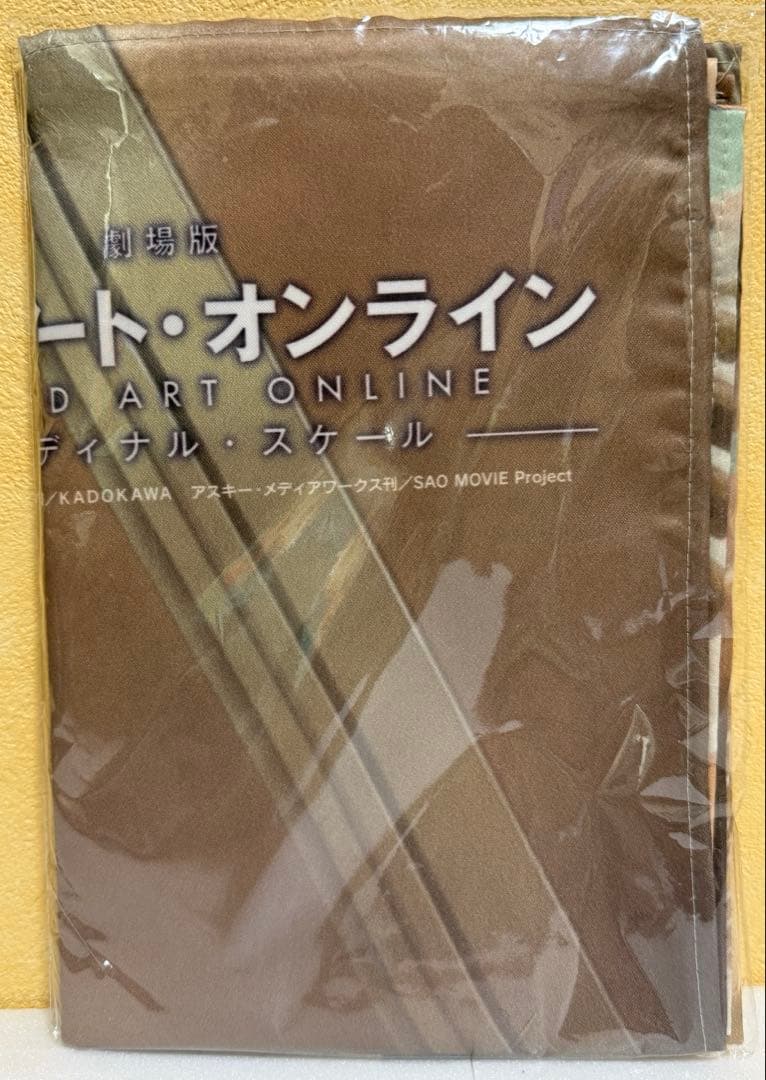 劇場版
ート・オンライン
D ART ONLINE
ディナル・スケール
/KADOKAWA アスキー・メディアワークス刊/SAO MOVIE Project